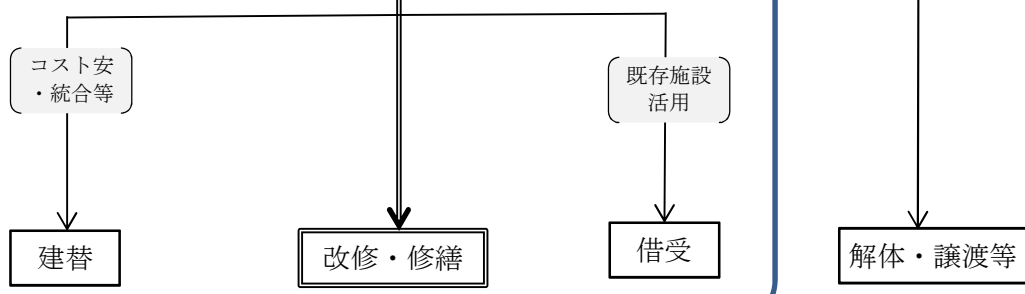 コスト安
・統合等
既存施設
活用
建替
改修・修繕
借受
解体・譲渡等